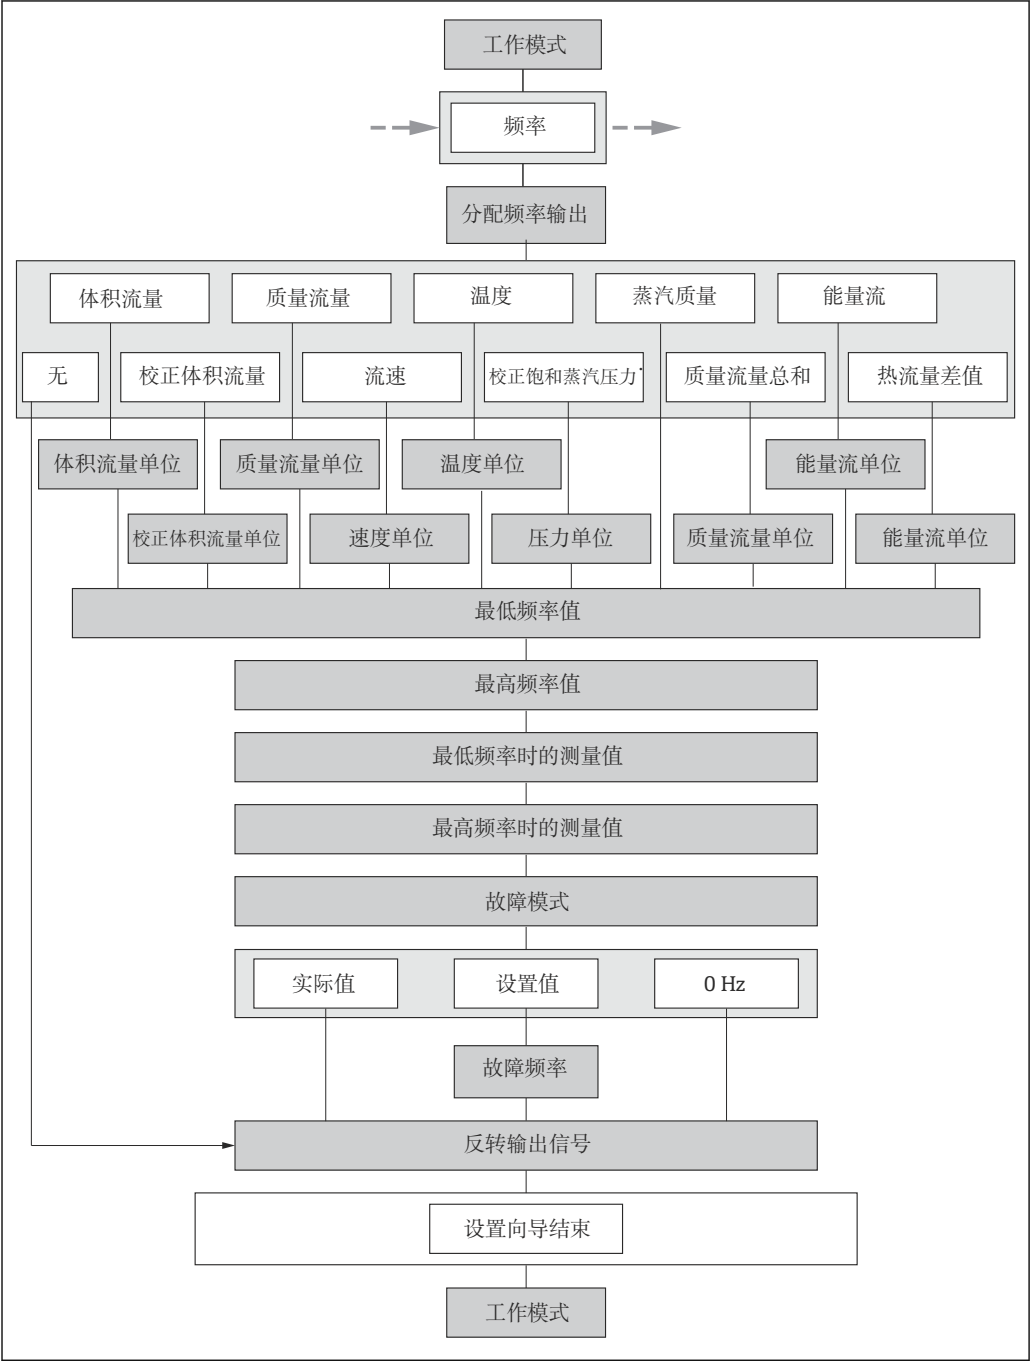 工作模式
频率
分配频率输出
体积流量
质量流量
温度
蒸汽质量
能量流
无
校正体积流量
流速
校正饱和蒸汽压力*
质量流量总和
热流量差值
体积流量单位
质量流量单位
温度单位
能量流单位
校正体积流量单位
速度单位
压力单位
质量流量单位
能量流单位
最低频率值
最高频率值
最低频率时的测量值
最高频率时的测量值
故障模式
实际值
设置值
0 Hz
故障频率
反转输出信号
设置向导结束
工作模式